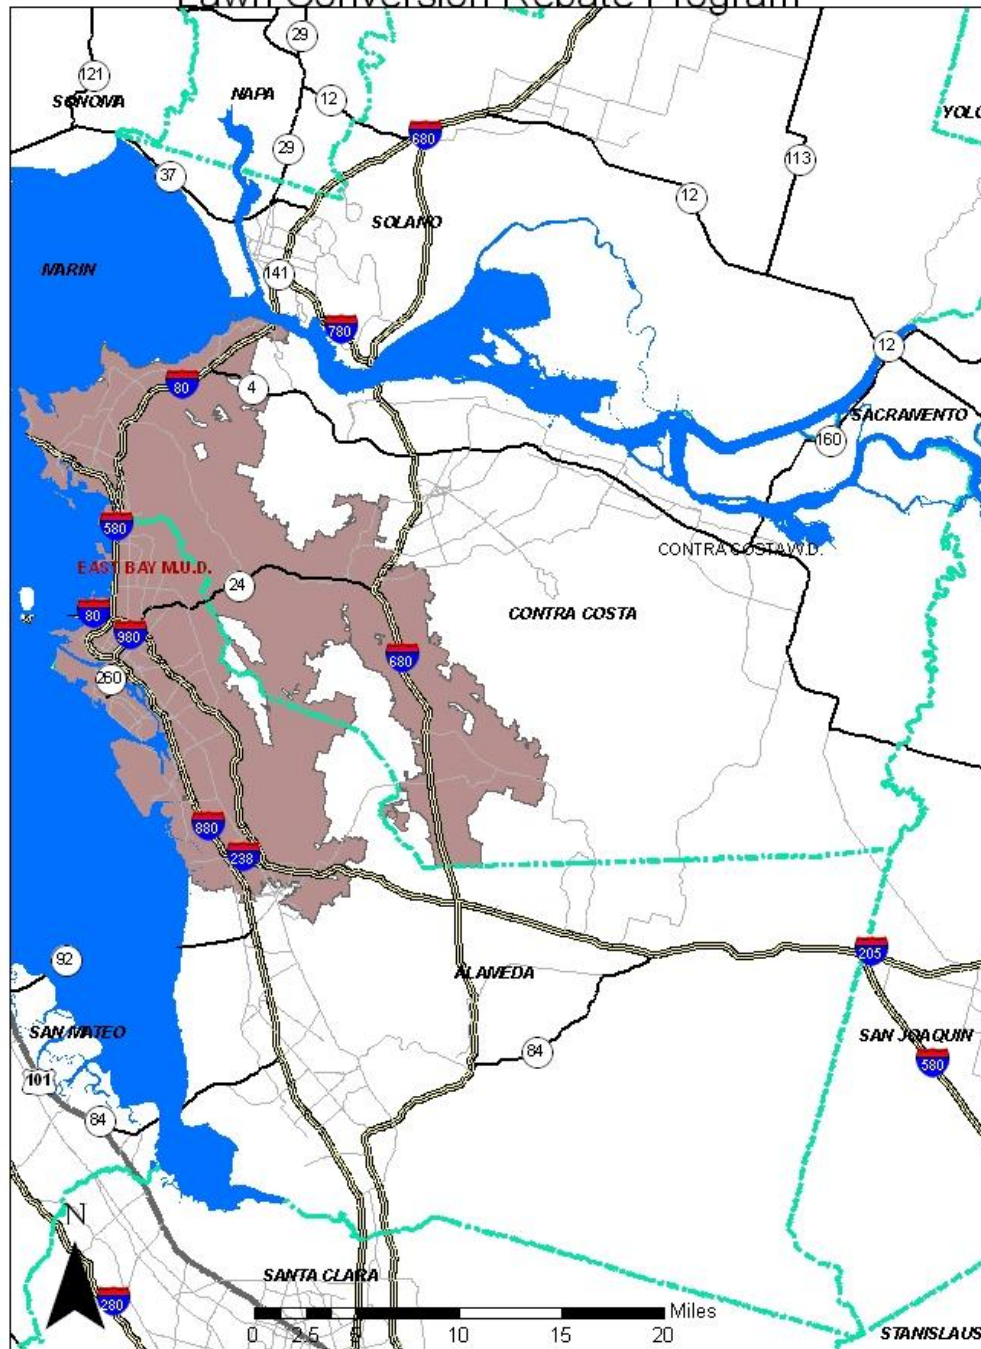 Lawn Conversion Rebate Program
29
121
SONOMA
NAPA
12
YOLO
680
29
113
37
12
SOLANO
MARIN
141
780
12
80
4
SACRAMENTO
160
580
CONTRA COSTA W.D.
EAST BAY M.U.D.
24
80
CONTRA COSTA
980
680
260
880
238
92
205
ALAMEDA
SAN MATEO
SAN JOAQUIN
84
580
101
84
N
SANTA CLARA
280
Miles
0 2.5 5 10 15 20
STANISLAUS